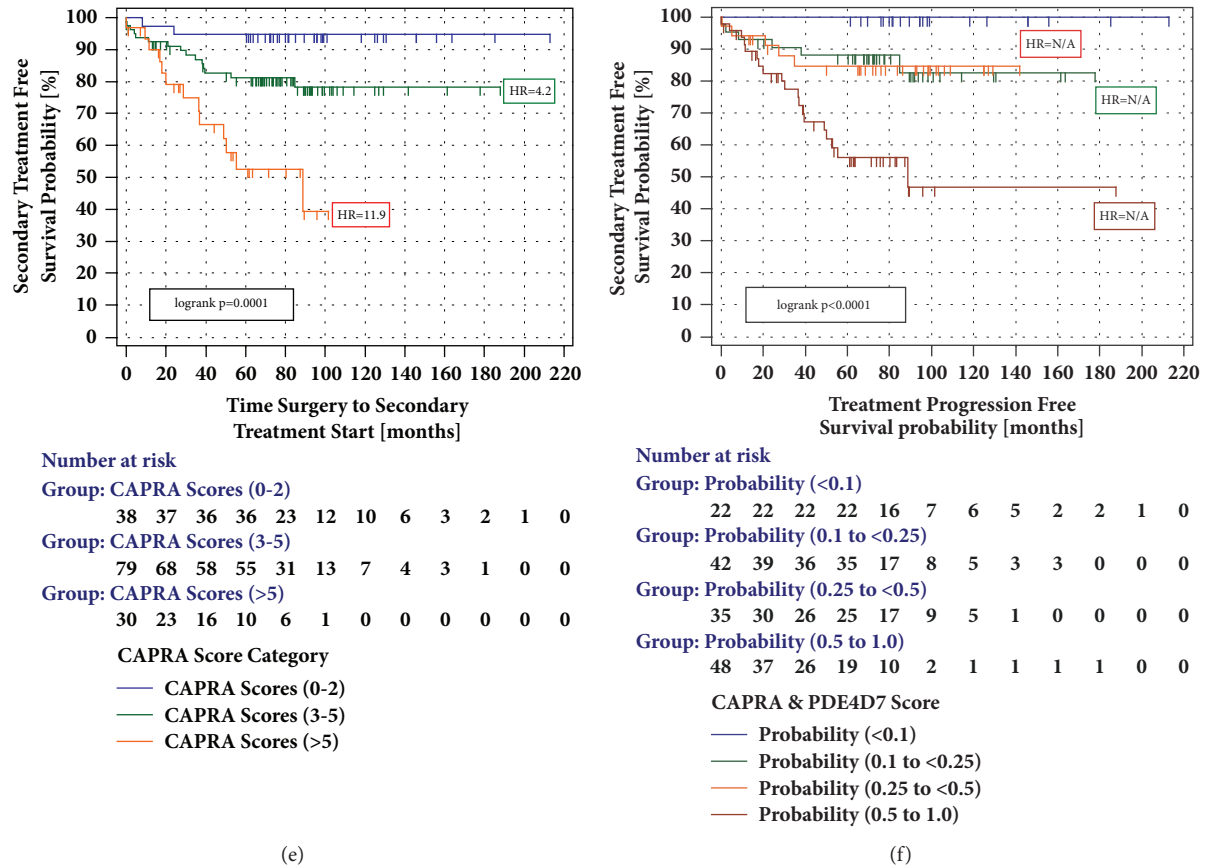 Secondary Treatment Free
Survival Probability [%]
100
90
80
70
60
50
40
30
20
10
0
HR=4.2
HR=11.9
logrank p=0.0001
0 20 40 60 80 100 120 140 160 180 200 220
Time Surgery to Secondary
Treatment Start [months]
Number at risk
Group: CAPRA Scores (0-2)
38 37 36 36 23 12 10 6 3 2 1 0
Group: CAPRA Scores (3-5)
79 68 58 55 31 13 7 4 3 1 0 0
Group: CAPRA Scores (>5)
30 23 16 10 6 1 0 0 0 0 0 0
CAPRA Score Category
CAPRA Scores (0-2)
CAPRA Scores (3-5)
CAPRA Scores (>5)
(e)
Secondary Treatment Free
Survival Probability [%]
100
90
80
70
60
50
40
30
20
10
0
HR=N/A
HR=N/A
HR=N/A
logrank p<0.0001
0 20 40 60 80 100 120 140 160 180 200 220
Treatment Progression Free
Survival probability [months]
Number at risk
Group: Probability (<0.1)
22 22 22 22 16 7 6 5 2 2 1 0
Group: Probability (0.1 to <0.25)
42 39 36 35 17 8 5 3 3 0 0 0
Group: Probability (0.25 to <0.5)
35 30 26 25 17 9 5 1 0 0 0 0
Group: Probability (0.5 to 1.0)
48 37 26 19 10 2 1 1 1 1 0 0
CAPRA & PDE4D7 Score
Probability (<0.1)
Probability (0.1 to <0.25)
Probability (0.25 to <0.5)
Probability (0.5 to 1.0)
(f)